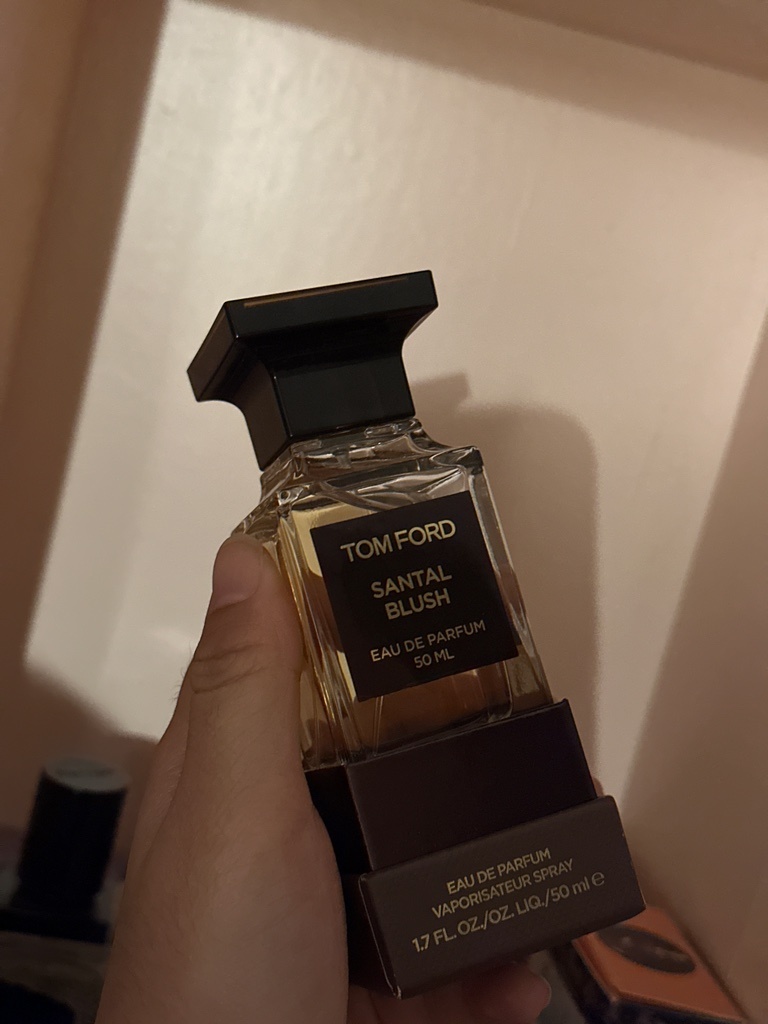 TOM FORD
SANTAL
BLUSH
EAU DE PARFUM
50 ML
EAU DE PARFUM
VAPORISATEUR SPRAY
1.7 FL. OZ./OZ. LIQ./50 ml ℮